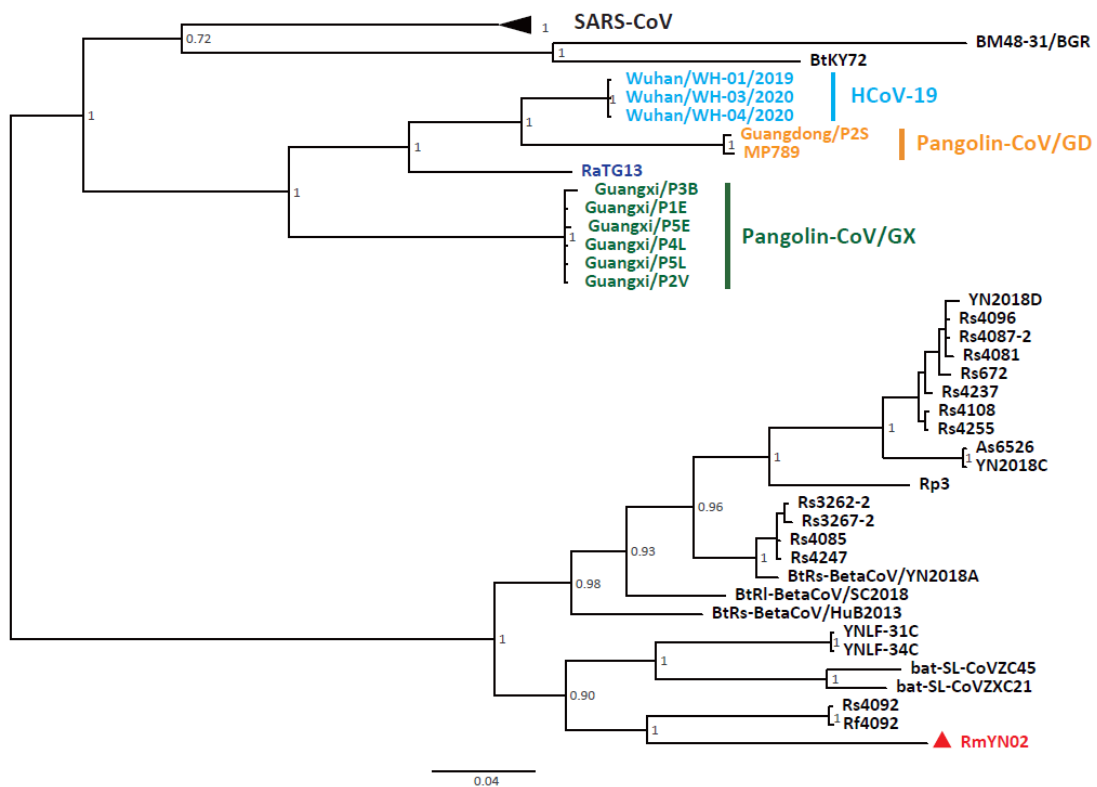 SARS-CoV
1
0.72
BM48-31/BGR
1
BtKY72
1
Wuhan/WH-01/2019
Wuhan/WH-03/2020
Wuhan/WH-04/2020
1
HCoV-19
1
Guangdong/P2S
MP789
1
Pangolin-CoV/GD
1
RaTG13
1
Guangxi/P3B
Guangxi/P1E
Guangxi/P5E
Guangxi/P4L
Guangxi/P5L
Guangxi/P2V
1
Pangolin-CoV/GX
YN2018D
Rs4096
Rs4087-2
Rs4081
Rs672
Rs4237
Rs4108
Rs4255
1
As6526
YN2018C
1
1
Rp3
0.96
Rs3262-2
Rs3267-2
Rs4085
Rs4247
1
BtRs-BetaCoV/YN2018A
0.93
BtRl-BetaCoV/SC2018
0.98
BtRs-BetaCoV/HuB2013
1
YNLF-31C
YNLF-34C
1
1
bat-SL-CoVZC45
bat-SL-CoVZXC21
1
0.90
Rs4092
Rf4092
1
1
RmYN02
0.04